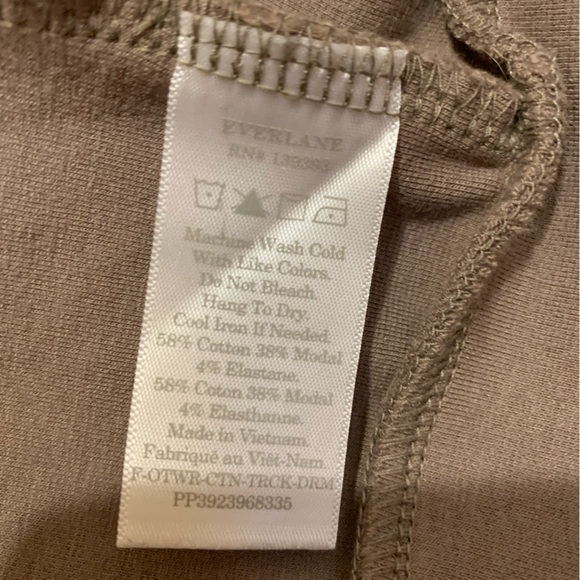 EVERLANE
RN# 139393
Machine Wash Cold
With Like Colors.
Do Not Bleach.
Hang To Dry.
Cool Iron If Needed.
58% Cotton 38% Modal
4% Elastane.
58% Coton 38% Modal
4% Elasthanne.
Made in Vietnam.
Fabriqué au Viêt-Nam.
F-OTWR-CTN-TRCK-DRM
PP3923968335